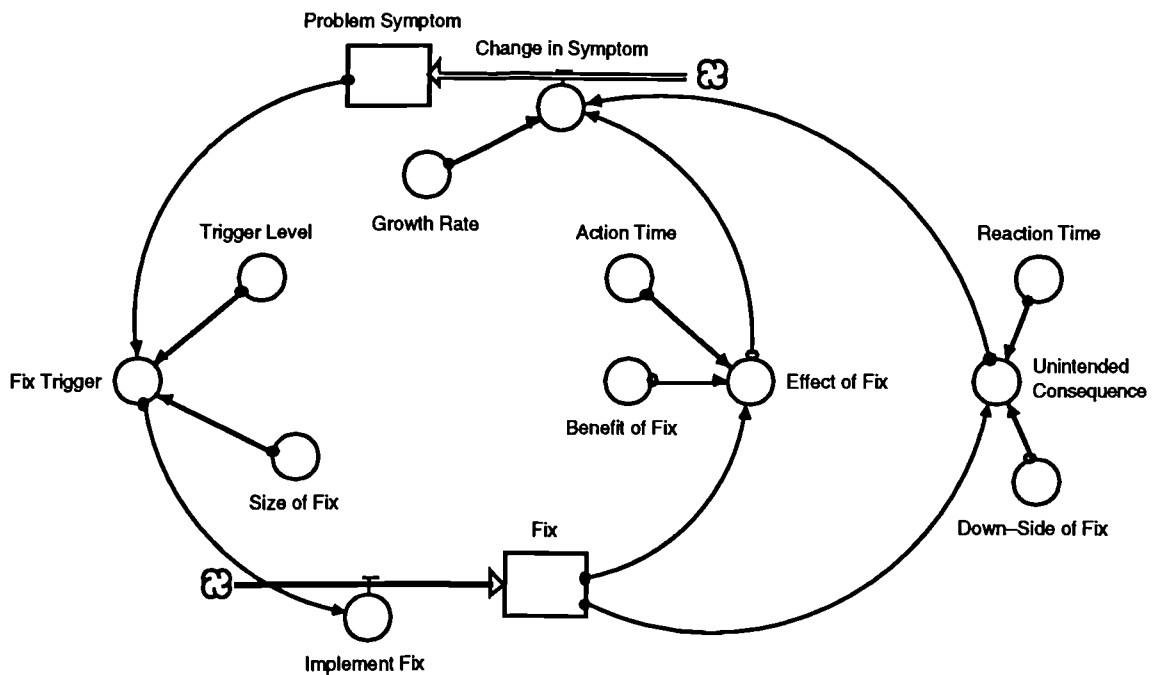 Problem Symptom
Change in Symptom
Growth Rate
Trigger Level
Action Time
Reaction Time
Fix Trigger
Effect of Fix
Unintended
Consequence
Benefit of Fix
Size of Fix
Down–Side of Fix
Fix
Implement Fix